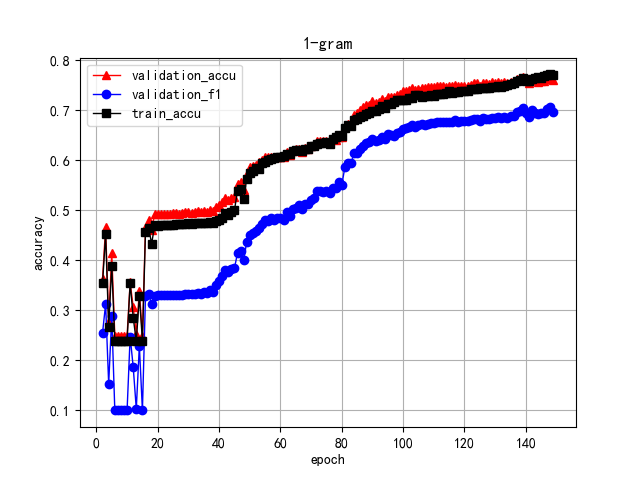 1-gram
validation_accu
validation_f1
train_accu
accuracy
0.8
0.7
0.6
0.5
0.4
0.3
0.2
0.1
0 20 40 60 80 100 120 140
epoch